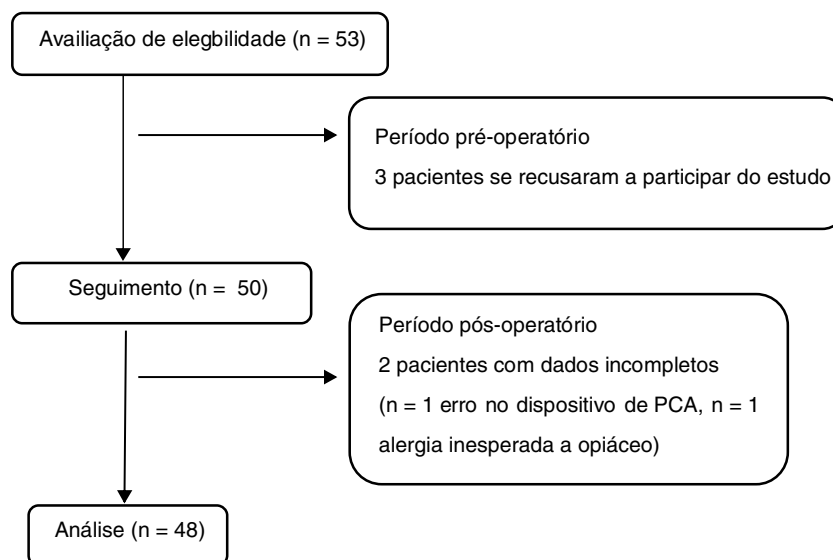 Availiação de elegbilidade (n = 53)
Período pré-operatório
3 pacientes se recusaram a participar do estudo
Seguimento (n = 50)
Período pós-operatório
2 pacientes com dados incompletos
(n = 1 erro no dispositivo de PCA, n = 1
alergia inesperada a opiáceo)
Análise (n = 48)